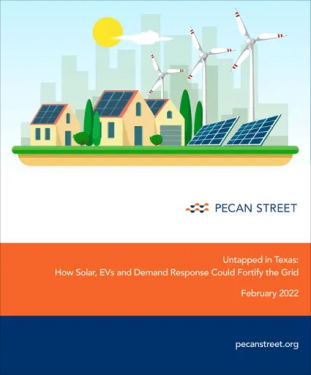 PECAN STREET
Untapped in Texas:
How Solar, EVs and Demand Response Could Fortify the Grid
February 2022
pecanstreet.org